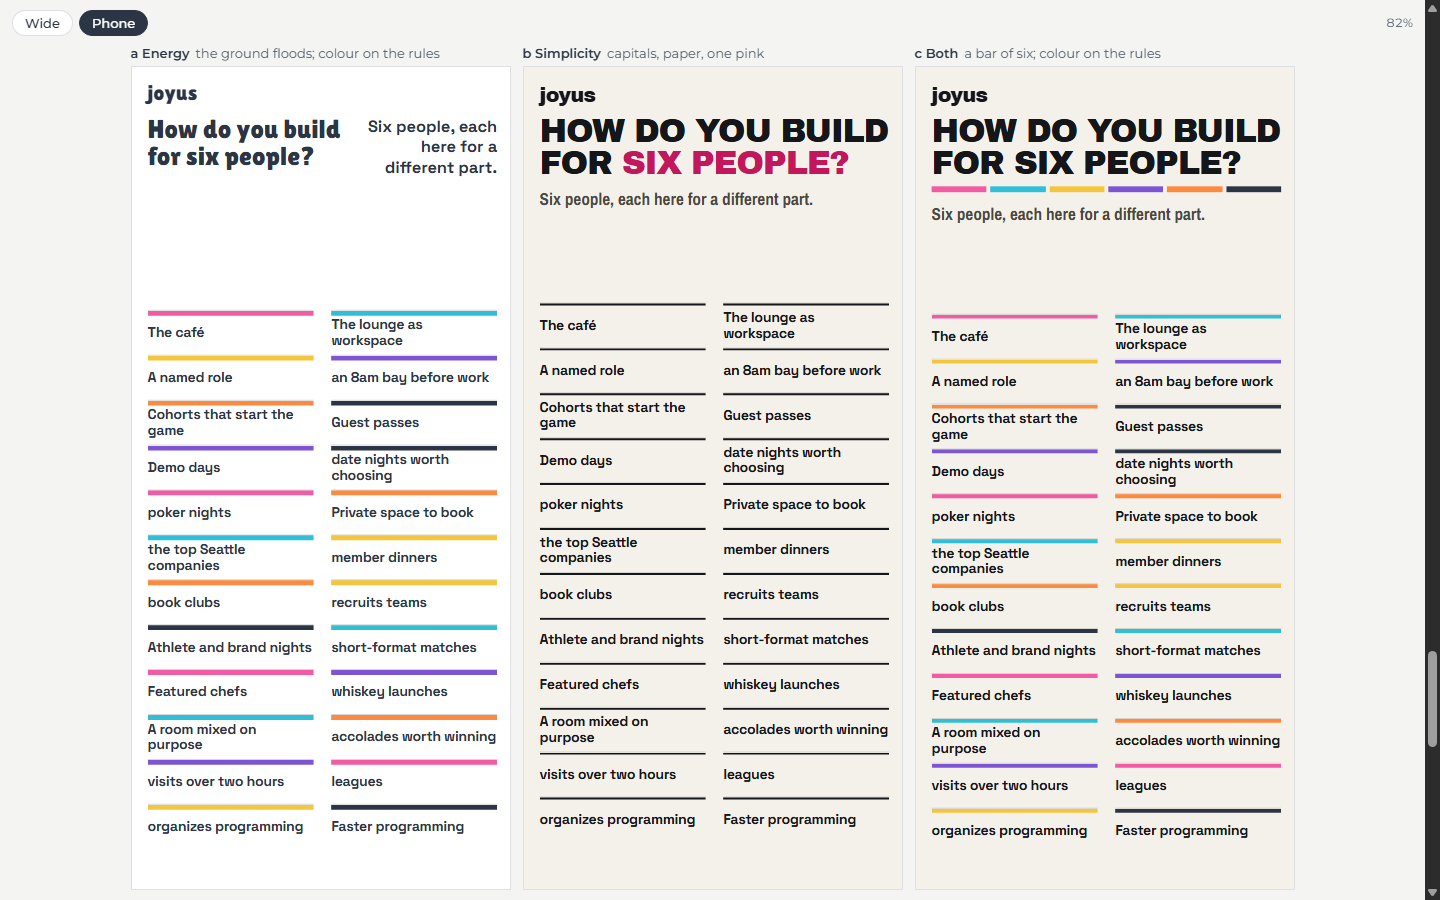 Wide
Phone
82%
a Energy the ground floods; colour on the rules
joyus
How do you build
for six people?
Six people, each
here for a
different part.
The café
The lounge as
workspace
A named role
an 8am bay before work
Cohorts that start the
game
Guest passes
Demo days
date nights worth
choosing
poker nights
Private space to book
the top Seattle
companies
member dinners
book clubs
recruits teams
Athlete and brand nights
short-format matches
Featured chefs
whiskey launches
A room mixed on
purpose
accolades worth winning
visits over two hours
leagues
organizes programming
Faster programming
b Simplicity capitals, paper, one pink
joyus
HOW DO YOU BUILD
FOR SIX PEOPLE?
Six people, each here for a different part.
The café
The lounge as
workspace
A named role
an 8am bay before work
Cohorts that start the
game
Guest passes
Demo days
date nights worth
choosing
poker nights
Private space to book
the top Seattle
companies
member dinners
book clubs
recruits teams
Athlete and brand nights
short-format matches
Featured chefs
whiskey launches
A room mixed on
purpose
accolades worth winning
visits over two hours
leagues
organizes programming
Faster programming
c Both a bar of six; colour on the rules
joyus
HOW DO YOU BUILD
FOR SIX PEOPLE?
Six people, each here for a different part.
The café
The lounge as
workspace
A named role
an 8am bay before work
Cohorts that start the
game
Guest passes
Demo days
date nights worth
choosing
poker nights
Private space to book
the top Seattle
companies
member dinners
book clubs
recruits teams
Athlete and brand nights
short-format matches
Featured chefs
whiskey launches
A room mixed on
purpose
accolades worth winning
visits over two hours
leagues
organizes programming
Faster programming